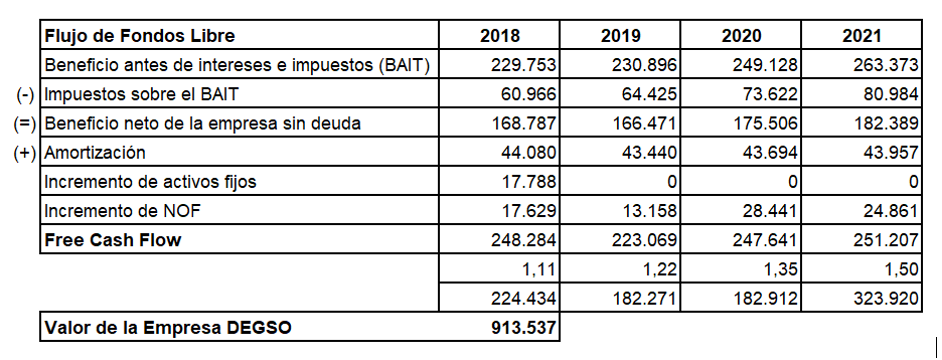 Flujo de Fondos Libre 2018 2019 2020 2021
Beneficio antes de intereses e impuestos (BAIT) 229.753 230.896 249.128 263.373
(-) Impuestos sobre el BAIT 60.966 64.425 73.622 80.984
(=) Beneficio neto de la empresa sin deuda 168.787 166.471 175.506 182.389
(+) Amortización 44.080 43.440 43.694 43.957
Incremento de activos fijos 17.788 0 0 0
Incremento de NOF 17.629 13.158 28.441 24.861
Free Cash Flow 248.284 223.069 247.641 251.207
1,11 1,22 1,35 1,50
224.434 182.271 182.912 323.920
Valor de la Empresa DEGSO 913.537